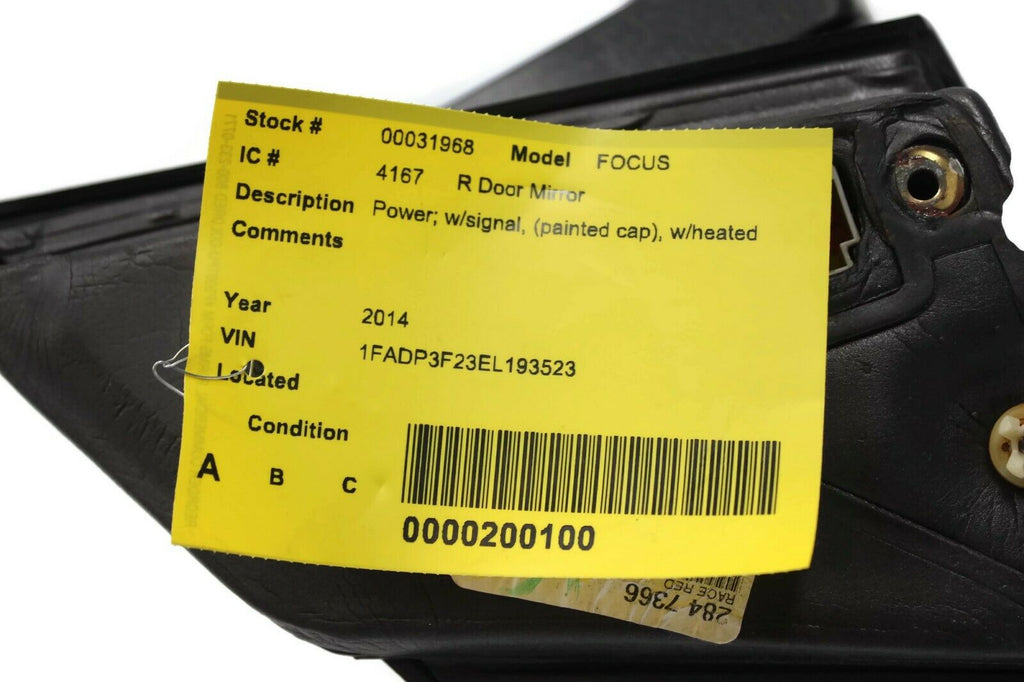 Stock # 00031968 Model FOCUS
IC # 4167 R Door Mirror
Description Power; w/signal, (painted cap), w/heated
Comments
Year 2014
VIN 1FADP3F23EL193523
Located
Condition
A B C
0000200100
RACE RED
284 7366